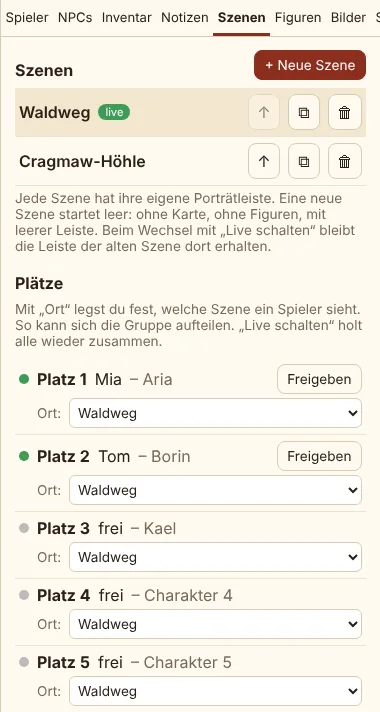 Spieler NPCs Inventar Notizen Szenen Figuren Bilder S
Szenen
+ Neue Szene
Waldweg live
Cragmaw-Höhle
Jede Szene hat ihre eigene Porträtleiste. Eine neue
Szene startet leer: ohne Karte, ohne Figuren, mit
leerer Leiste. Beim Wechsel mit „Live schalten“ bleibt
die Leiste der alten Szene dort erhalten.
Plätze
Mit „Ort“ legst du fest, welche Szene ein Spieler sieht.
So kann sich die Gruppe aufteilen. „Live schalten“ holt
alle wieder zusammen.
Platz 1 Mia – Aria Freigeben
Ort: Waldweg
Platz 2 Tom – Borin Freigeben
Ort: Waldweg
Platz 3 frei – Kael
Ort: Waldweg
Platz 4 frei – Charakter 4
Ort: Waldweg
Platz 5 frei – Charakter 5
Ort: Waldweg